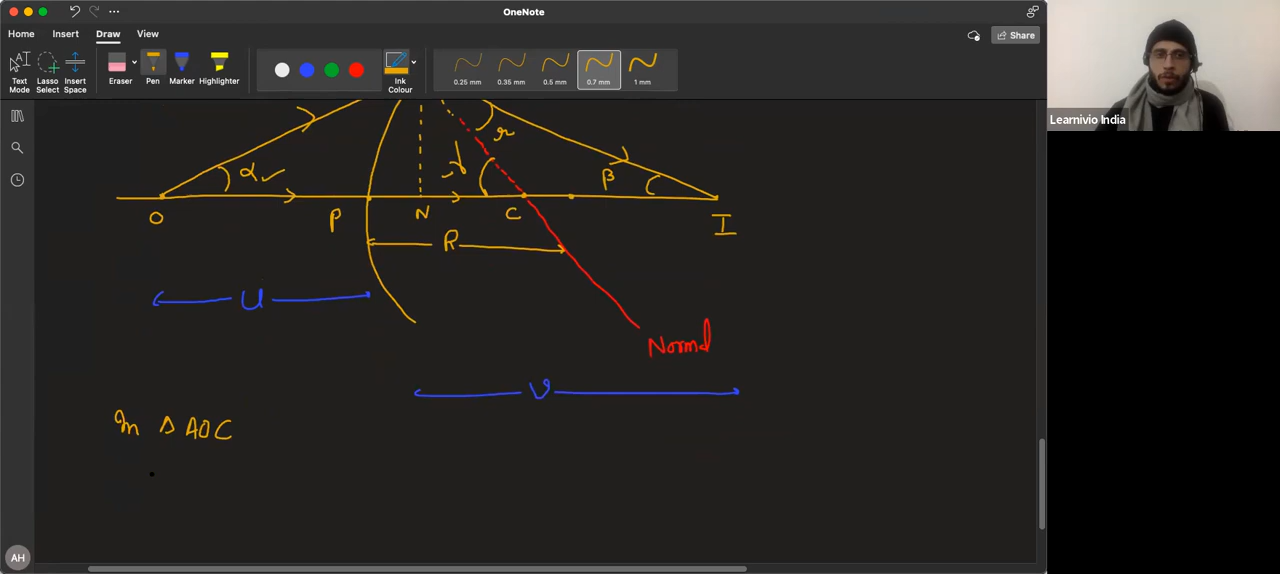 OneNote
Home Insert Draw View
Share
Text Mode
Lasso Select
Insert Space
Eraser
Pen
Marker
Highlighter
Ink Colour
0.25 mm
0.35 mm
0.5 mm
0.7 mm
1 mm
Learnivio India
r
α
γ
β
O P N C I
R
u
Normal
v
In Δ AOC
AH